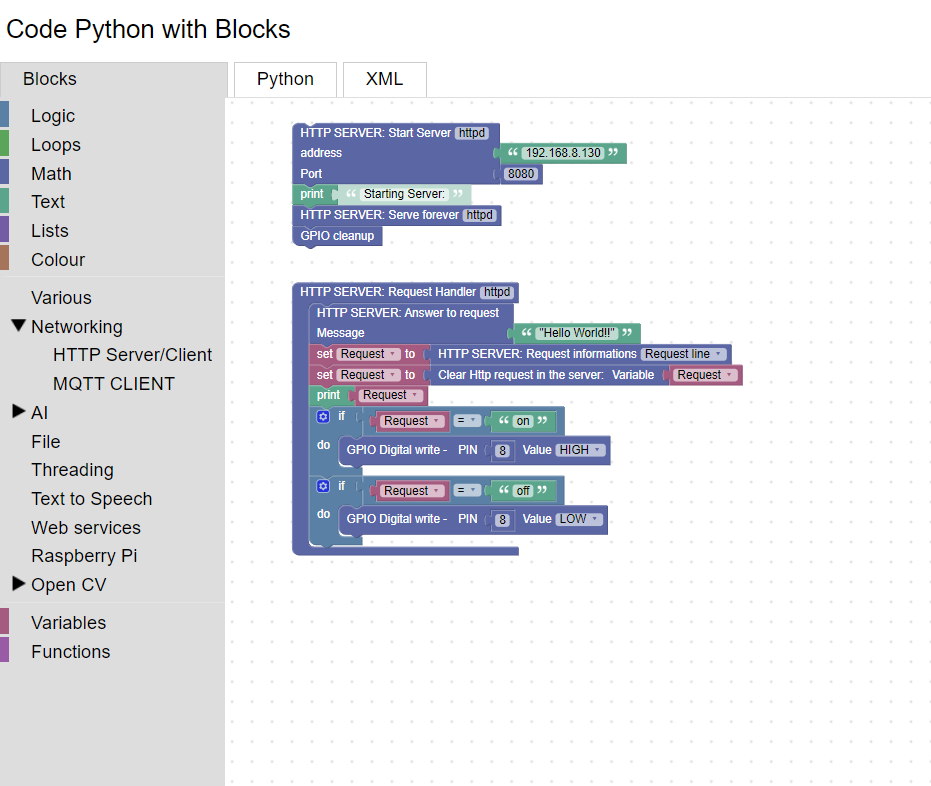 Code Python with Blocks
Blocks
Python
XML
Logic
Loops
Math
Text
Lists
Colour
Various
Networking
HTTP Server/Client
MQTT CLIENT
AI
File
Threading
Text to Speech
Web services
Raspberry Pi
Open CV
Variables
Functions
HTTP SERVER: Start Server httpd
address “ 192.168.8.130 ”
Port 8080
print “ Starting Server: ”
HTTP SERVER: Serve forever httpd
GPIO cleanup
HTTP SERVER: Request Handler httpd
HTTP SERVER: Answer to request
Message “ "Hello World!!" ”
set Request to HTTP SERVER: Request informations Request line
set Request to Clear Http request in the server: Variable Request
print Request
if Request = “ on ”
do GPIO Digital write - PIN 8 Value HIGH
if Request = “ off ”
do GPIO Digital write - PIN 8 Value LOW